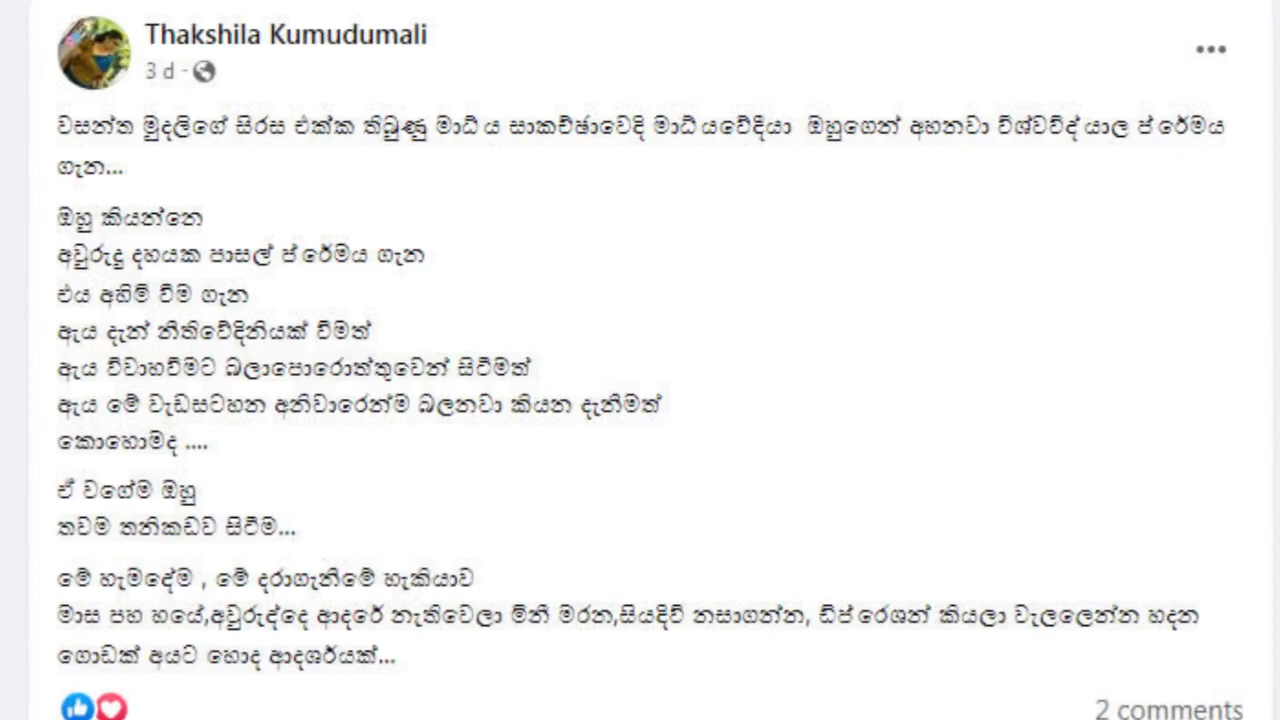 Thakshila Kumudumali
3 d
වසන්ත මුදලිගේ සිරස එක්ක තිබුණු මාධ්‍ය සාකච්ඡාවෙදි මාධ්‍යවේදියා ඔහුගෙන් අහනවා විශ්වවිද්‍යාල ප්‍රේමය
ගැන...
ඔහු කියන්නෙ
අවුරුදු දහයක පාසල් ප්‍රේමය ගැන
එය අහිමි වීම ගැන
ඇය දැන් නීතිවේදිනියක් වීමත්
ඇය විවාහවීමට බලාපොරොත්තුවෙන් සිටීමත්
ඇය මේ වැඩසටහන අනිවාරෙන්ම බලනවා කියන දැනීමත්
කොහොමද ....
ඒ වගේම ඔහු
තවම තනිකඩව සිටීම...
මේ හැමදේම , මේ දරාගැනීමේ හැකියාව
මාස පහ හයේ,අවුරුද්දෙ ආදරේ නැතිවෙලා මිනී මරන,සියදිවි නසාගන්න, ඩිප්‍රෙශන් කියලා වැලලෙන්න හදන
ගොඩක් අයට හොද ආදර්ශයක්...
2 comments